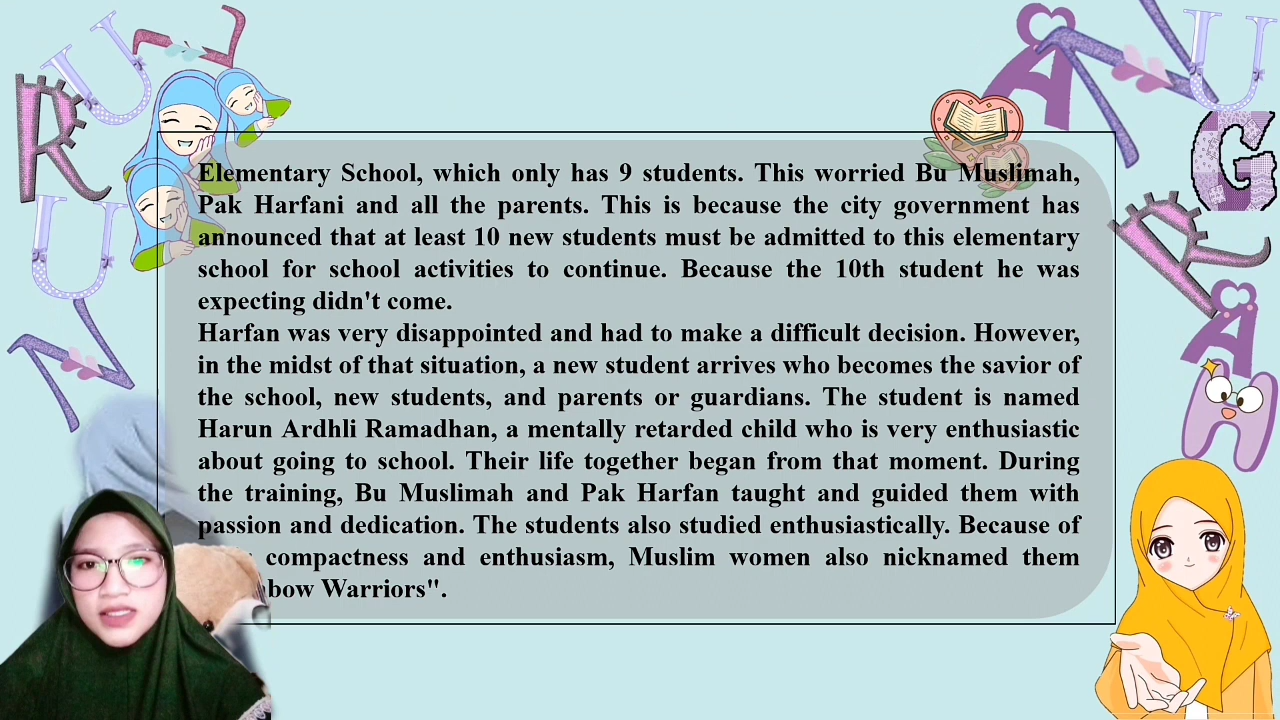 Elementary School, which only has 9 students. This worried Bu Muslimah,
Pak Harfani and all the parents. This is because the city government has
announced that at least 10 new students must be admitted to this elementary
school for school activities to continue. Because the 10th student he was
expecting didn't come.
Harfan was very disappointed and had to make a difficult decision. However,
in the midst of that situation, a new student arrives who becomes the savior of
the school, new students, and parents or guardians. The student is named
Harun Ardhli Ramadhan, a mentally retarded child who is very enthusiastic
about going to school. Their life together began from that moment. During
the training, Bu Muslimah and Pak Harfan taught and guided them with
passion and dedication. The students also studied enthusiastically. Because of
compactness and enthusiasm, Muslim women also nicknamed them
bow Warriors".